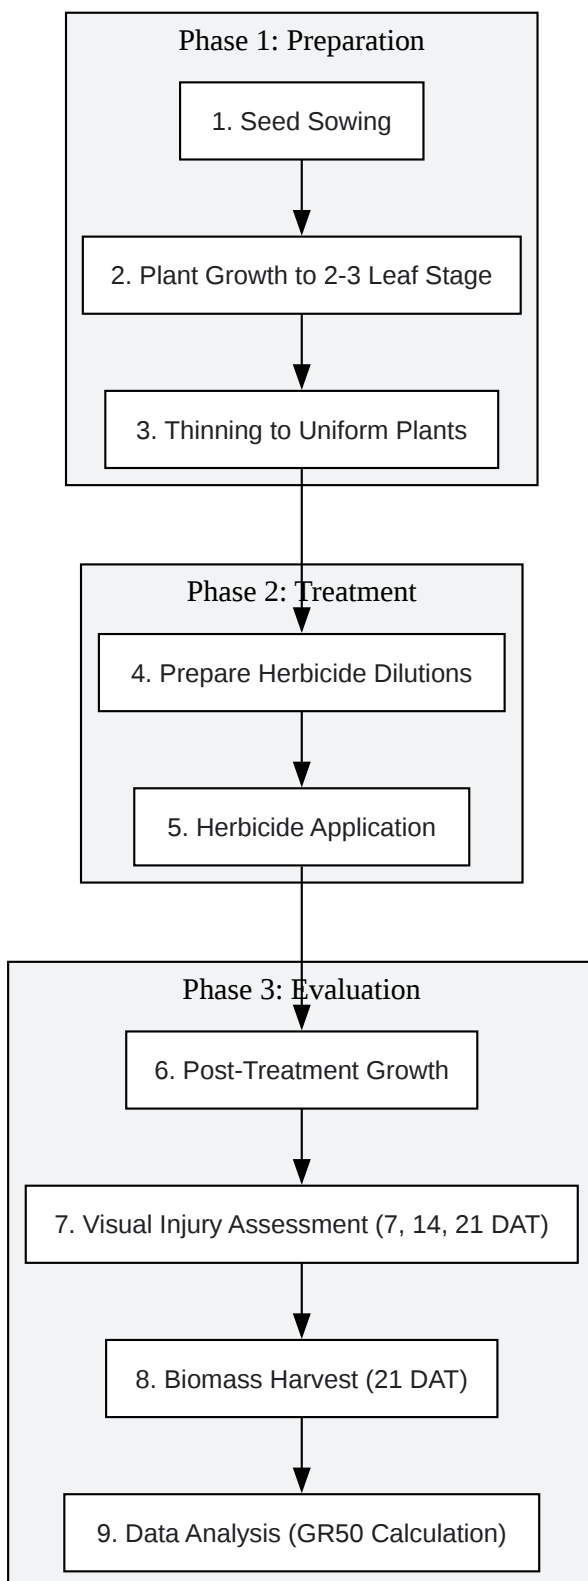 Phase 1: Preparation
1. Seed Sowing
2. Plant Growth to 2-3 Leaf Stage
3. Thinning to Uniform Plants
Phase 2: Treatment
4. Prepare Herbicide Dilutions
5. Herbicide Application
Phase 3: Evaluation
6. Post-Treatment Growth
7. Visual Injury Assessment (7, 14, 21 DAT)
8. Biomass Harvest (21 DAT)
9. Data Analysis (GR50 Calculation)